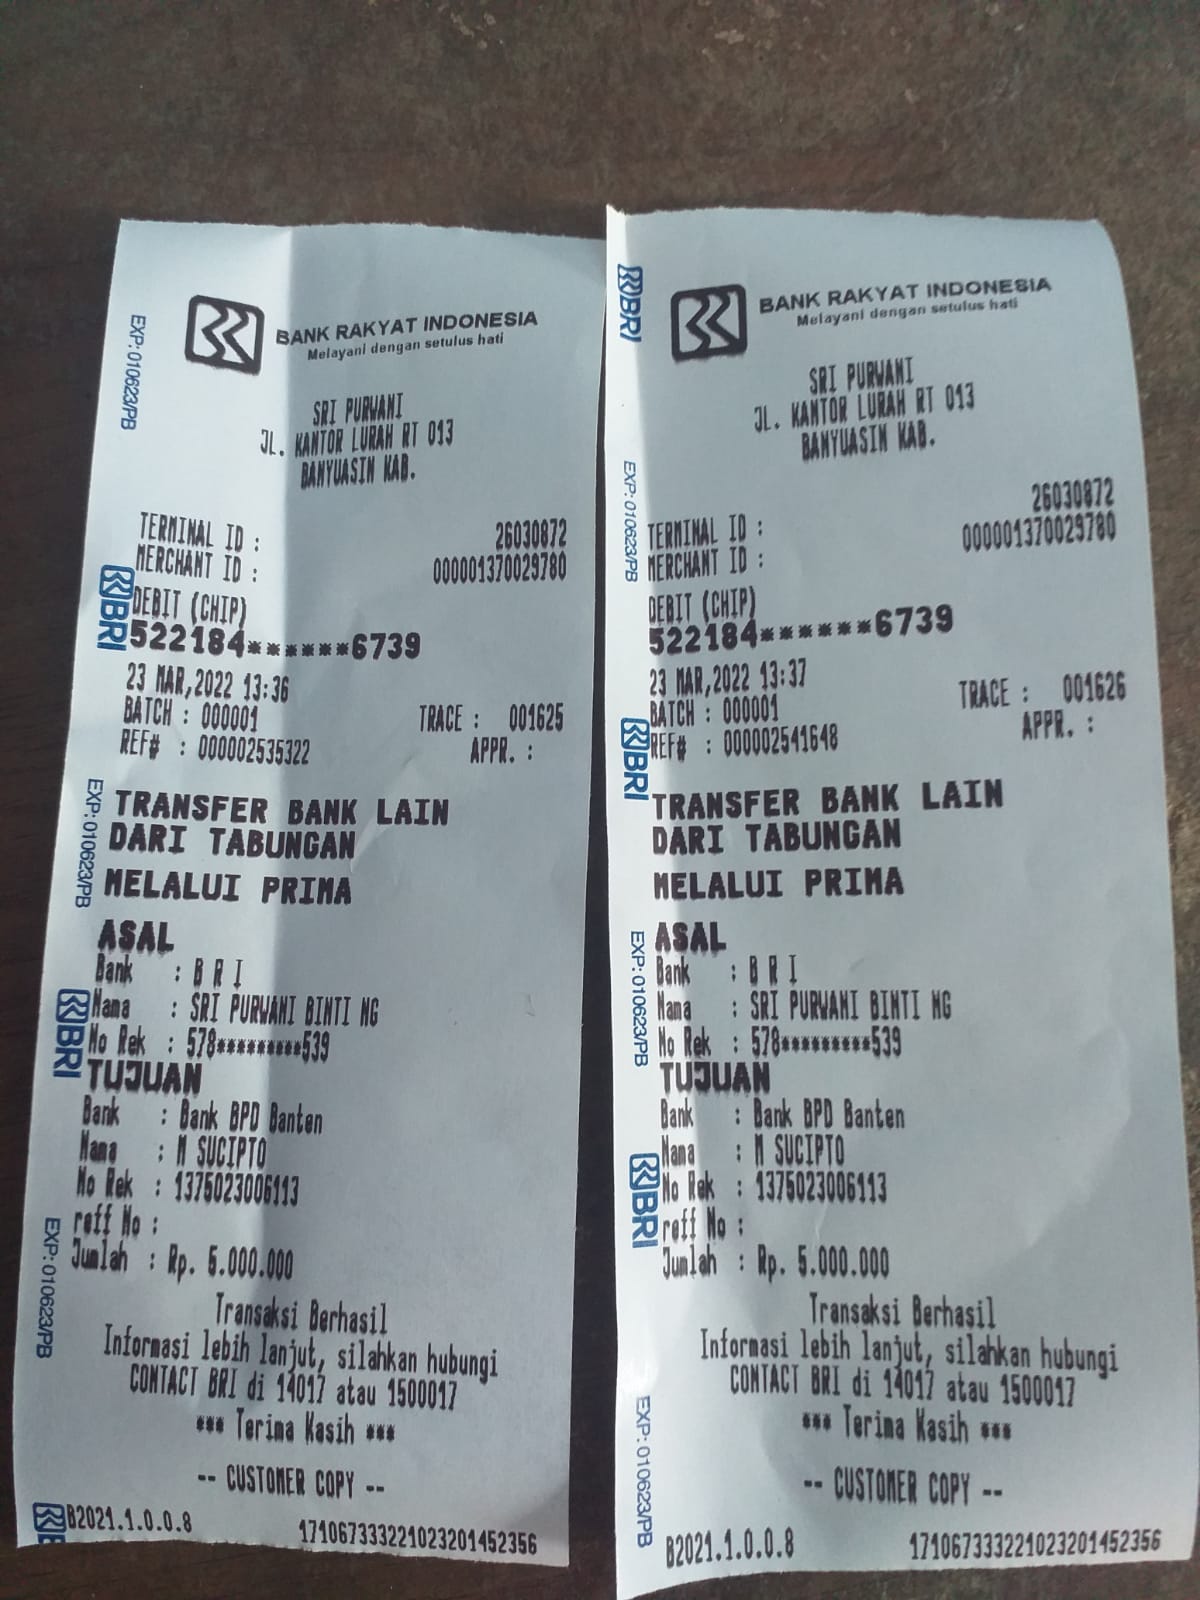 BANK RAKYAT INDONESIA
Melayani dengan setulus hati
SRI PURWANI
JL. KANTOR LURAH RT 013
BANYUASIN KAB.
TERMINAL ID : 26030872
MERCHANT ID : 000001370029780
DEBIT (CHIP)
522184******6739
23 MAR,2022 13:36
BATCH : 000001 TRACE : 001625
REF# : 000002535322 APPR. :
TRANSFER BANK LAIN
DARI TABUNGAN
MELALUI PRIMA
ASAL
Bank : B R I
Nama : SRI PURWANI BINTI NG
No Rek : 578*********539
TUJUAN
Bank : Bank BPD Banten
Nama : M SUCIPTO
No Rek : 1375023006113
reff No :
Jumlah : Rp. 5.000.000
Transaksi Berhasil
Informasi lebih lanjut, silahkan hubungi
CONTACT BRI di 14017 atau 1500017
*** Terima Kasih ***
-- CUSTOMER COPY --
B2021.1.0.0.8 171067333221023201452356
EXP: 010623/PB
BRI
EXP: 010623/PB
BRI
EXP: 010623/PB
BANK RAKYAT INDONESIA
Melayani dengan setulus hati
SRI PURWANI
JL. KANTOR LURAH RT 013
BANYUASIN KAB.
TERMINAL ID : 26030872
MERCHANT ID : 000001370029780
DEBIT (CHIP)
522184******6739
23 MAR,2022 13:37
BATCH : 000001 TRACE : 001626
REF# : 000002541648 APPR. :
TRANSFER BANK LAIN
DARI TABUNGAN
MELALUI PRIMA
ASAL
Bank : B R I
Nama : SRI PURWANI BINTI NG
No Rek : 578*********539
TUJUAN
Bank : Bank BPD Banten
Nama : M SUCIPTO
No Rek : 1375023006113
reff No :
Jumlah : Rp. 5.000.000
Transaksi Berhasil
Informasi lebih lanjut, silahkan hubungi
CONTACT BRI di 14017 atau 1500017
*** Terima Kasih ***
-- CUSTOMER COPY --
B2021.1.0.0.8 171067333221023201452356
BRI
EXP: 010623/PB
BRI
EXP: 010623/PB
BRI
EXP: 010623/PB